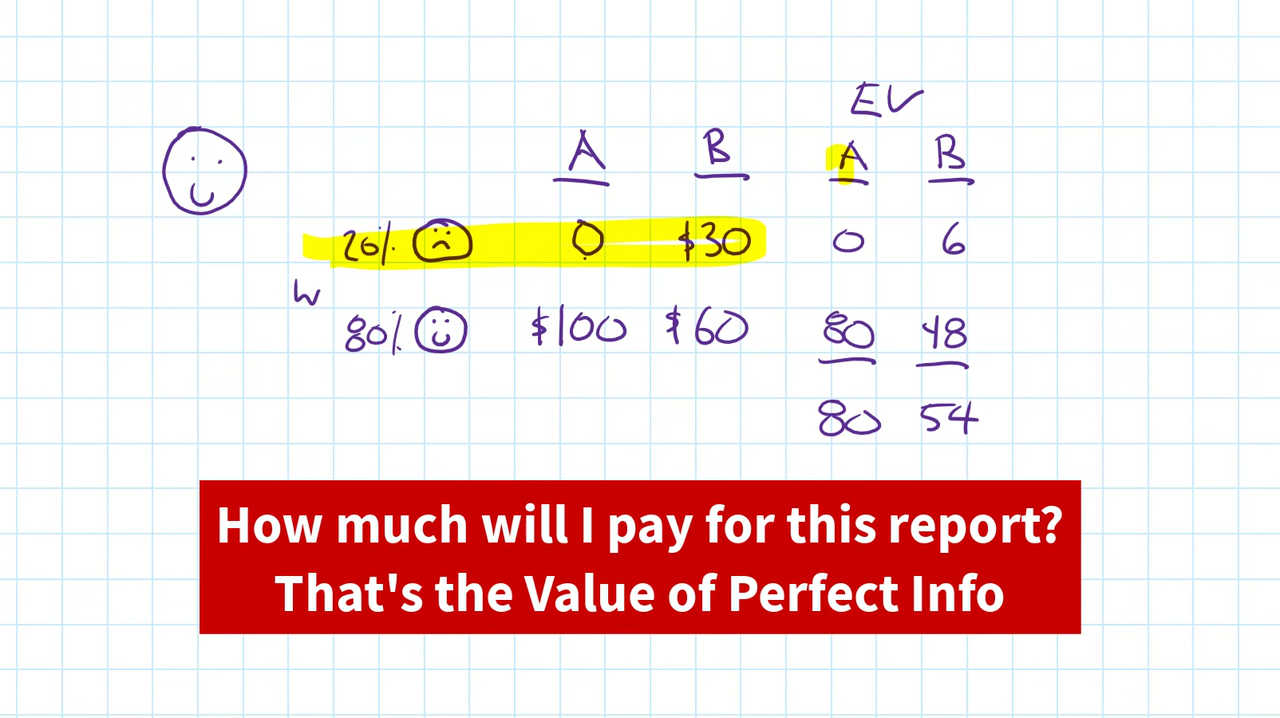 EV
A B A B
20% 0 $30 0 6
80% $100 $60 80 48
80 54
How much will I pay for this report?
That's the Value of Perfect Info